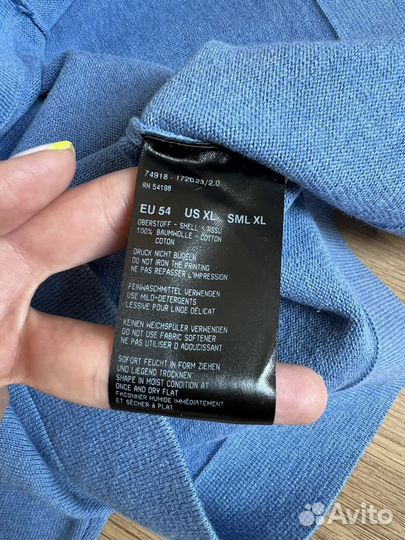 74918 - 172G23/2.0
RN 54198
EU 54 US XL SML XL
OBERSTOFF - SHELL - TISSU
100% BAUMWOLLE - COTTON
COTON
DRUCK NICHT BÜGELN
DO NOT IRON THE PRINTING
NE PAS REPASSER L'IMPRESSION
FEINWASCHMITTEL VERWENDEN
USE MILD-DETERGENTS
LESSIVE POUR LINGE DÉLICAT
KEINEN WEICHSPÜLER VERWENDEN
DO NOT USE FABRIC SOFTENER
NE PAS UTILISER D'ADOUCISSANT
SOFORT FEUCHT IN FORM ZIEHEN
UND LIEGEND TROCKNEN
SHAPE IN MOIST CONDITION AT
ONCE AND DRY FLAT
FAÇONNER HUMIDE IMMÉDIATEMENT
ET SÉCHER À PLAT
Avito